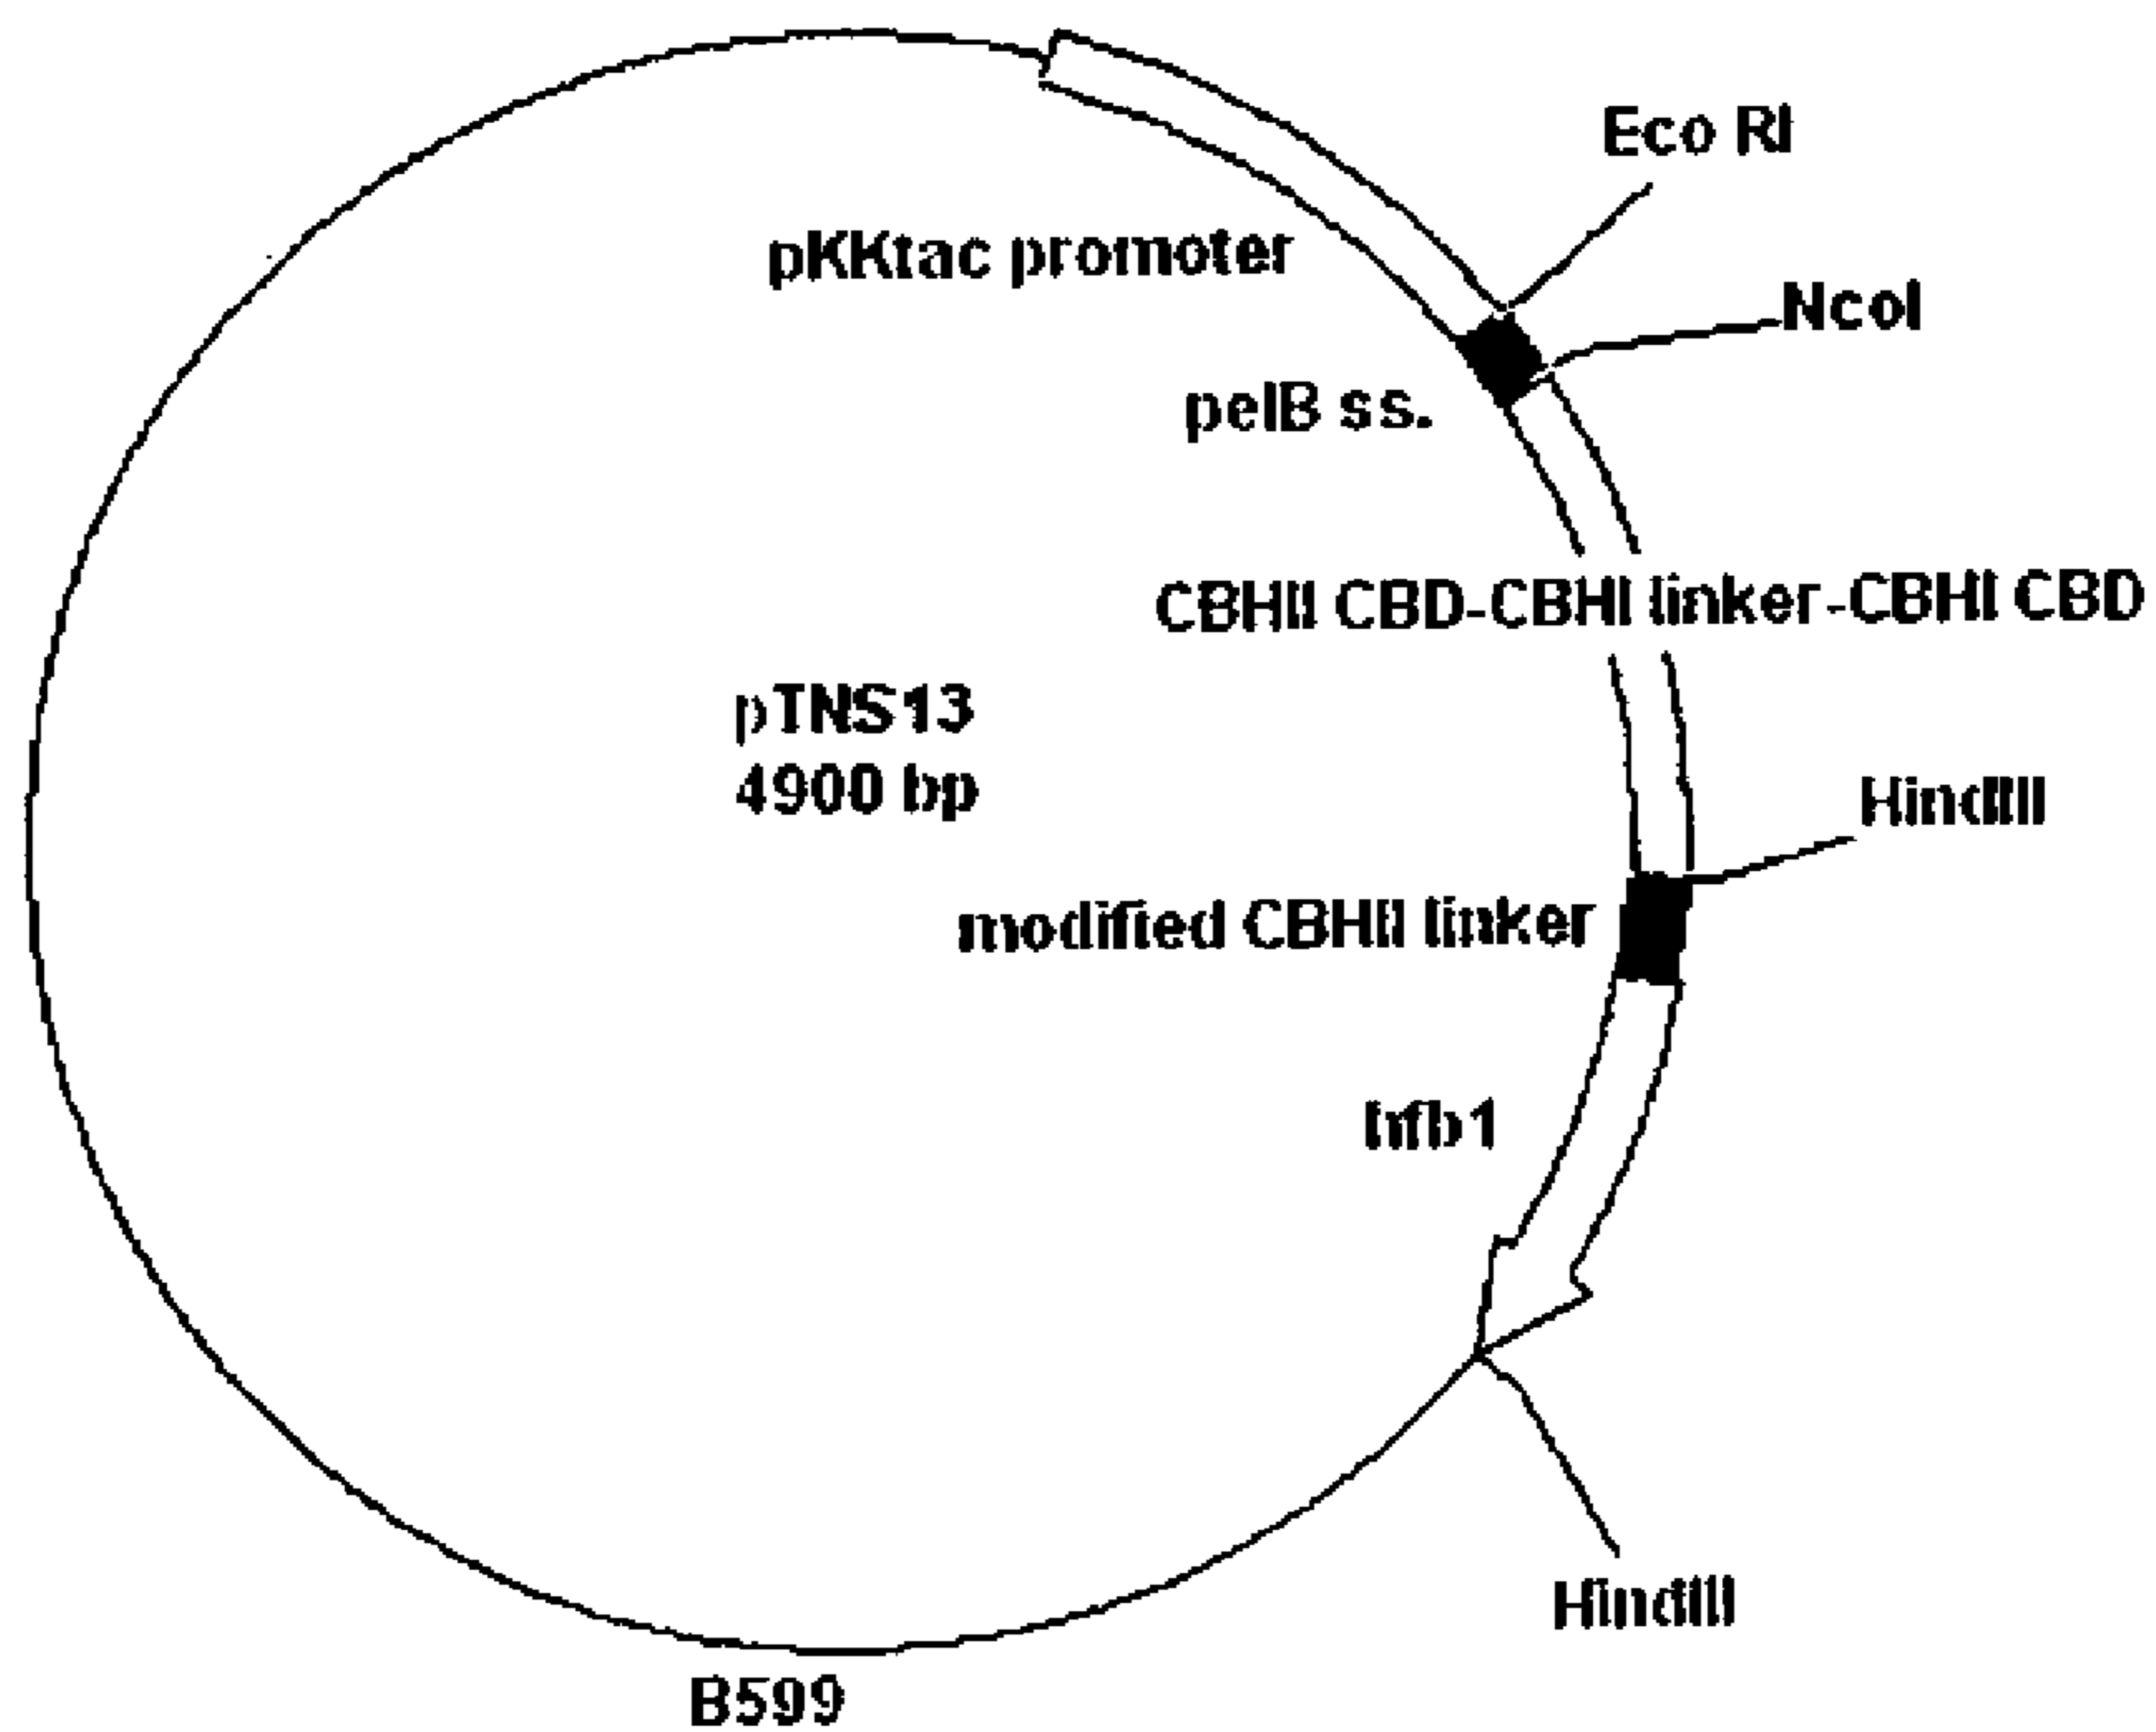 Eco RI
NcoI
pKKtac promoter
pelB ss.
CBHII CBD-CBHI linker-CBHI CBD
pTNS13
4900 bp
HindIII
modified CBHII linker
HindIII
B599